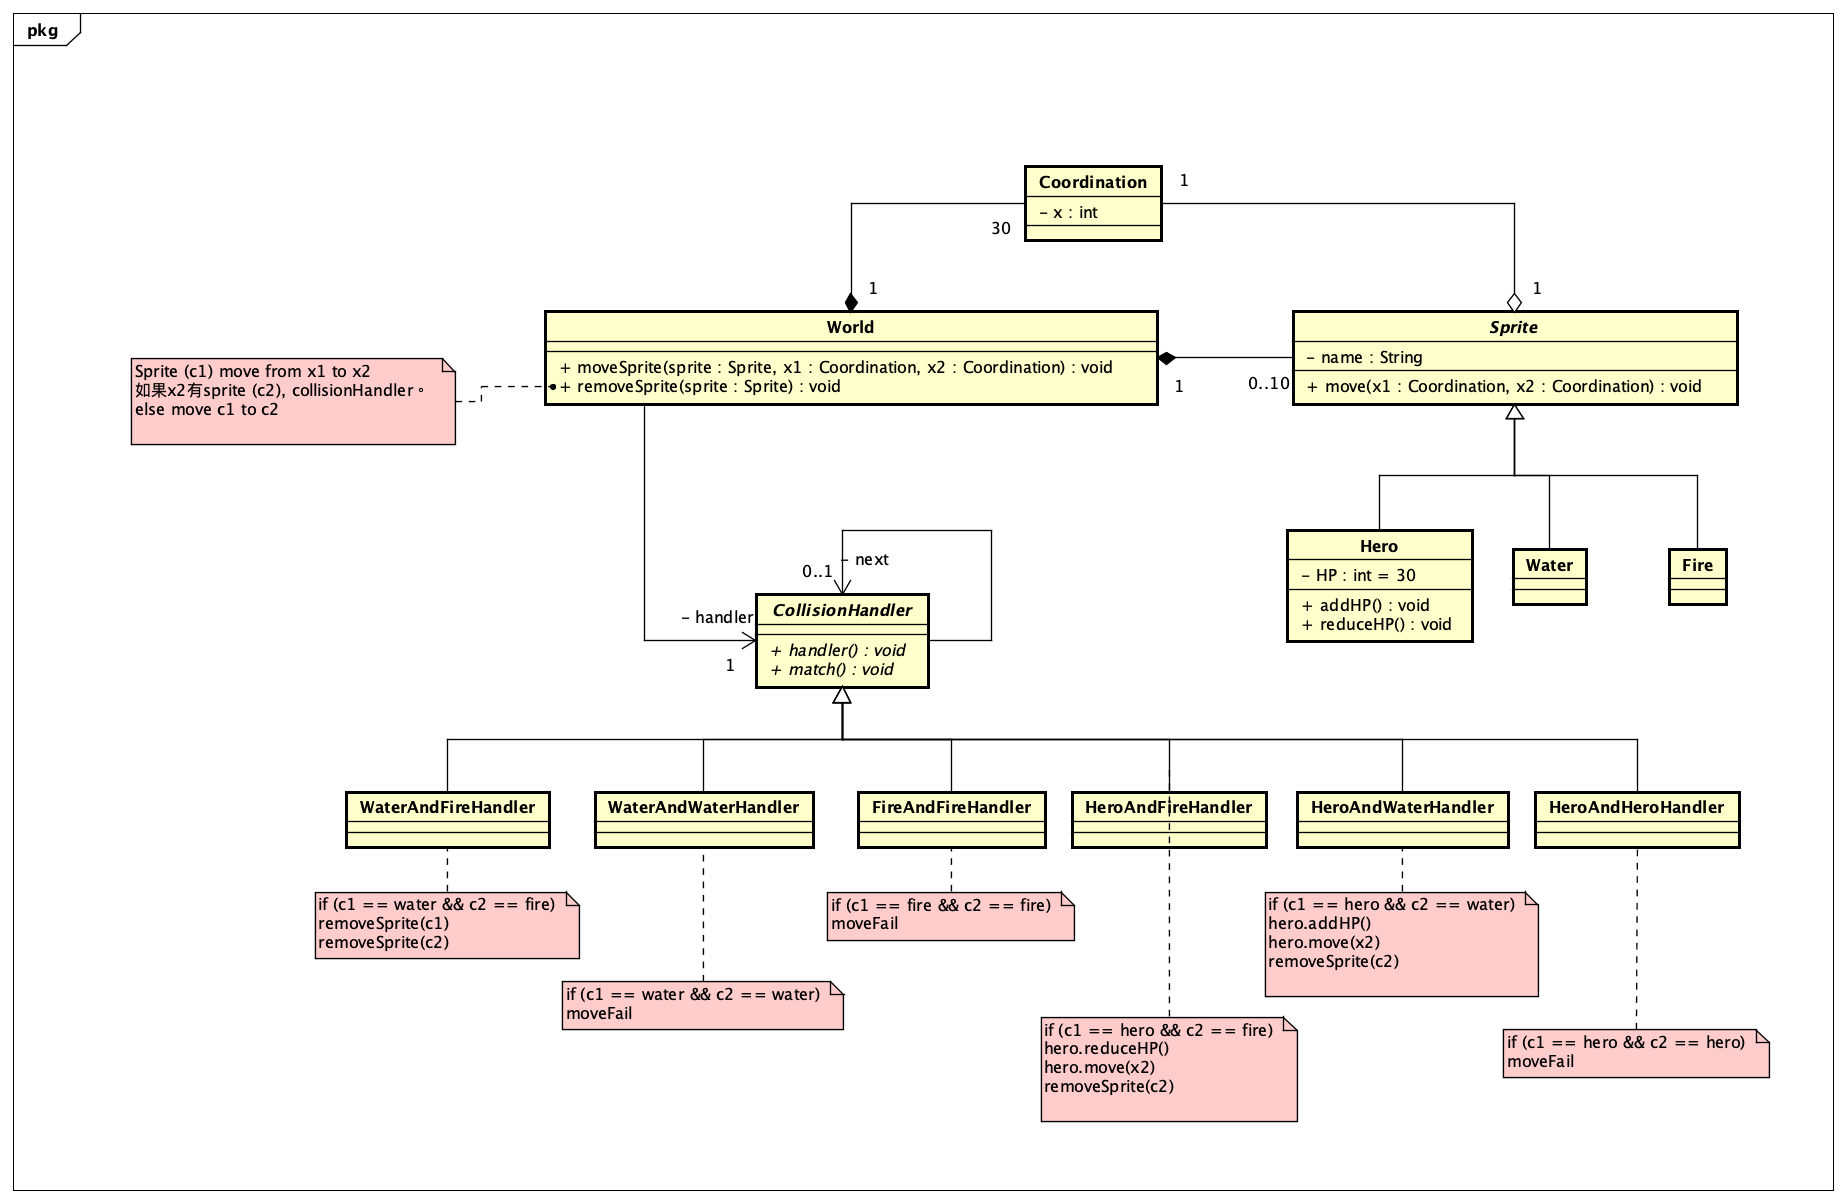 pkg
Coordination
– x : int
1
30
1
1
World
+ moveSprite(sprite : Sprite, x1 : Coordination, x2 : Coordination) : void
+ removeSprite(sprite : Sprite) : void
1
0..10
Sprite
– name : String
+ move(x1 : Coordination, x2 : Coordination) : void
Sprite (c1) move from x1 to x2
如果x2有sprite (c2), collisionHandler。
else move c1 to c2
– next
0..1
– handler
1
CollisionHandler
+ handler() : void
+ match() : void
Hero
– HP : int = 30
+ addHP() : void
+ reduceHP() : void
Water
Fire
WaterAndFireHandler
WaterAndWaterHandler
FireAndFireHandler
HeroAndFireHandler
HeroAndWaterHandler
HeroAndHeroHandler
if (c1 == water && c2 == fire)
removeSprite(c1)
removeSprite(c2)
if (c1 == water && c2 == water)
moveFail
if (c1 == fire && c2 == fire)
moveFail
if (c1 == hero && c2 == fire)
hero.reduceHP()
hero.move(x2)
removeSprite(c2)
if (c1 == hero && c2 == water)
hero.addHP()
hero.move(x2)
removeSprite(c2)
if (c1 == hero && c2 == hero)
moveFail